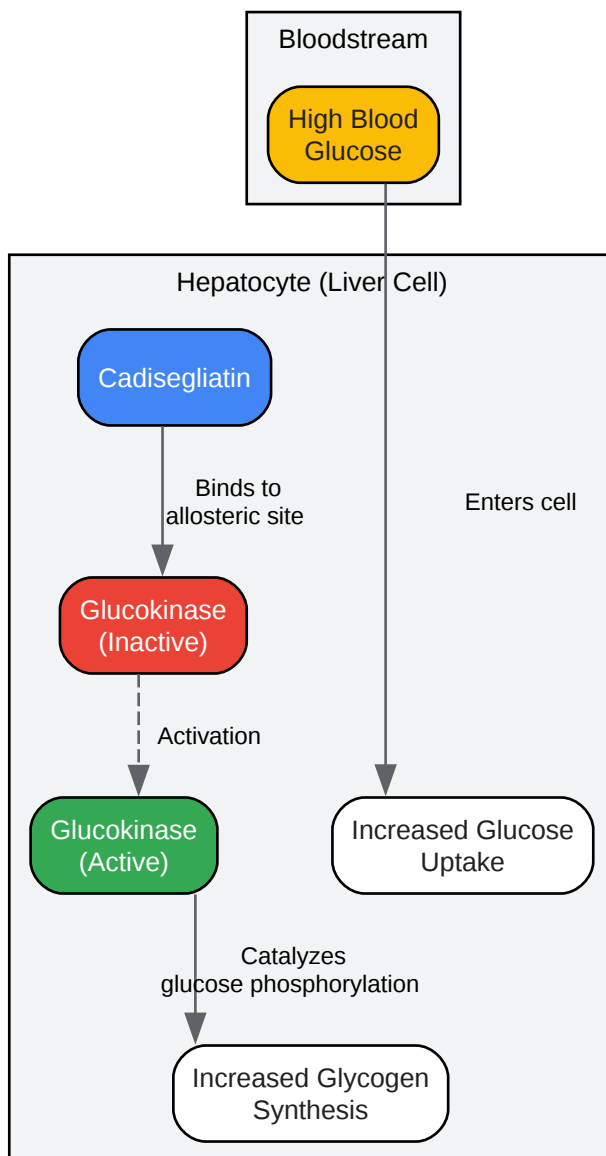 Bloodstream
High Blood
Glucose
Hepatocyte (Liver Cell)
Cadisegliatin
Binds to
allosteric site
Enters cell
Glucokinase
(Inactive)
Activation
Glucokinase
(Active)
Increased Glucose
Uptake
Catalyzes
glucose phosphorylation
Increased Glycogen
Synthesis